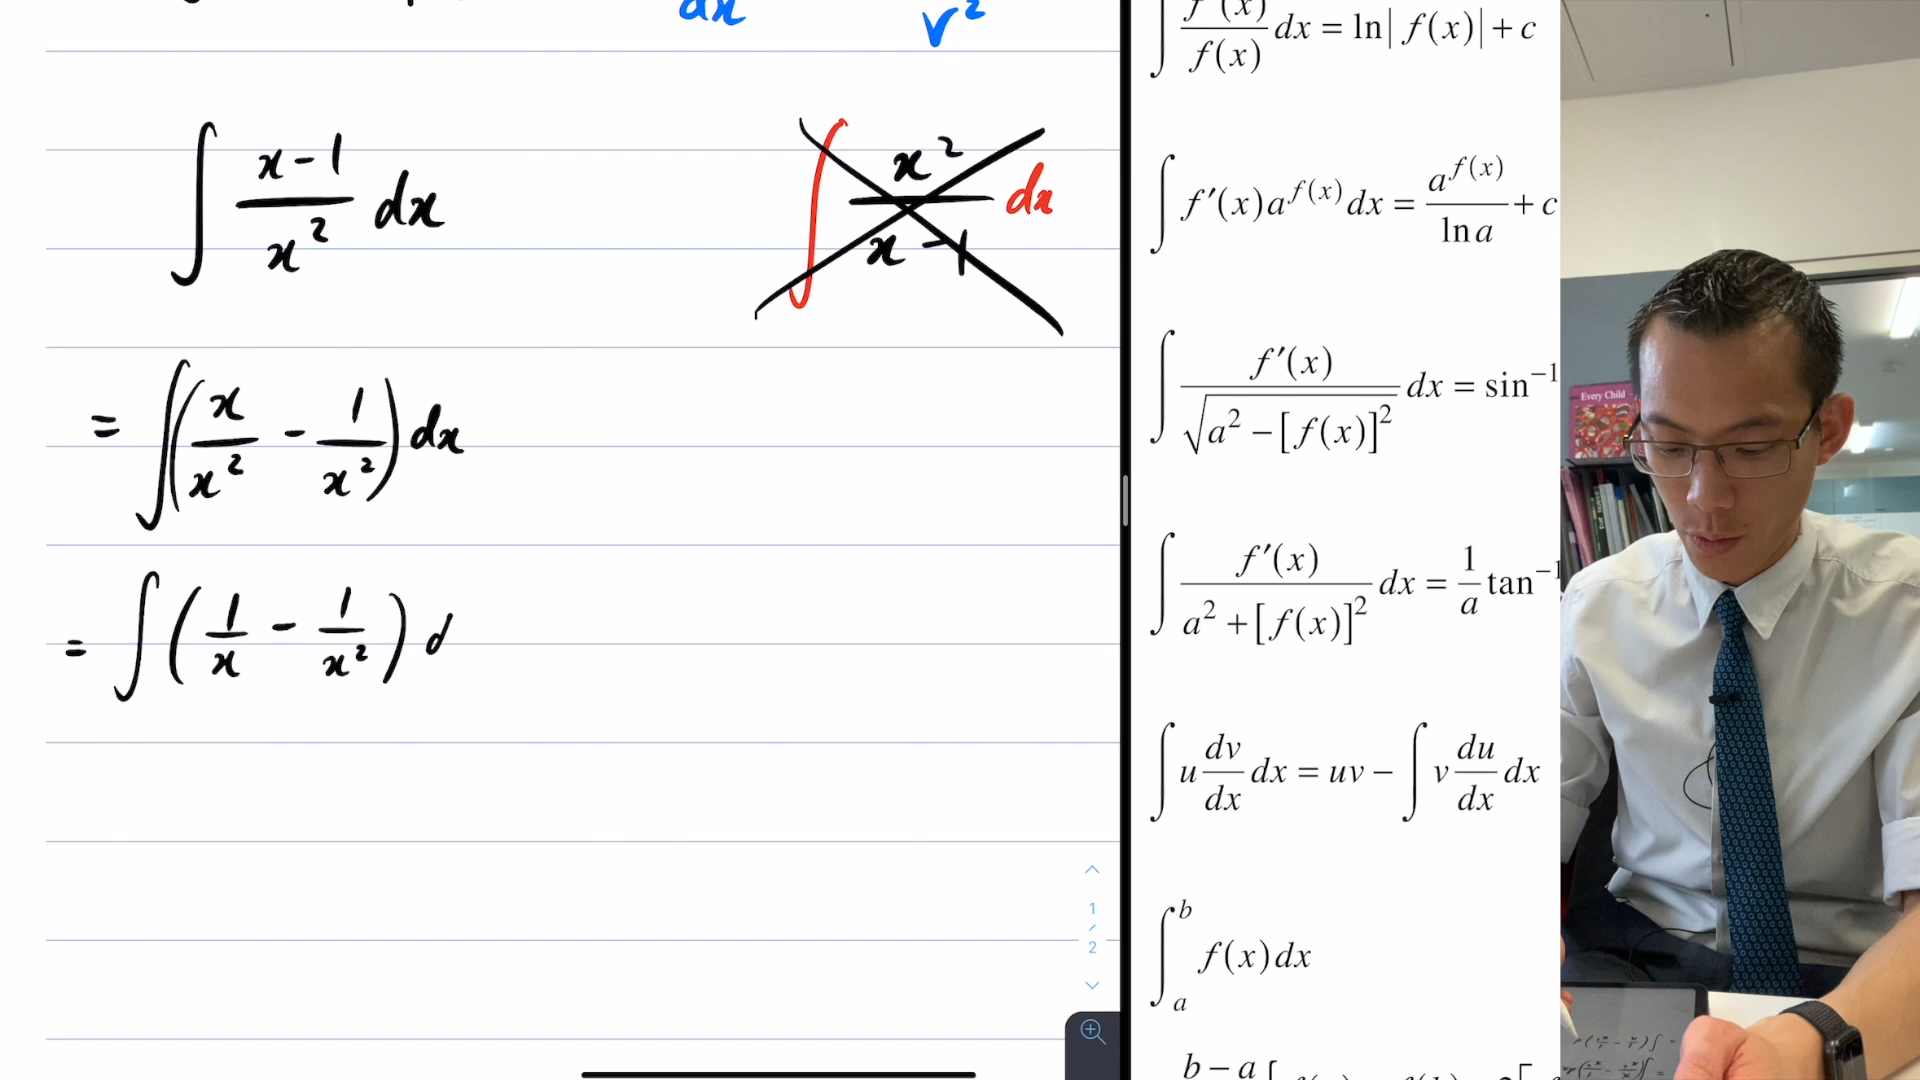 dx
v²
∫ (x-1)/x² dx
∫ x²/(x-1) dx
= ∫(x/x² - 1/x²) dx
= ∫(1/x - 1/x²) d
1
/
2
∫ f′(x)/f(x) dx = ln|f(x)| + c
∫ f′(x)a^f(x) dx = a^f(x)/ln a + c
∫ f′(x)/√(a² − [f(x)]²) dx = sin⁻¹
∫ f′(x)/(a² + [f(x)]²) dx = 1/a tan⁻¹
∫ u dv/dx dx = uv − ∫ v du/dx dx
∫_a^b f(x) dx
b − a
Every Child